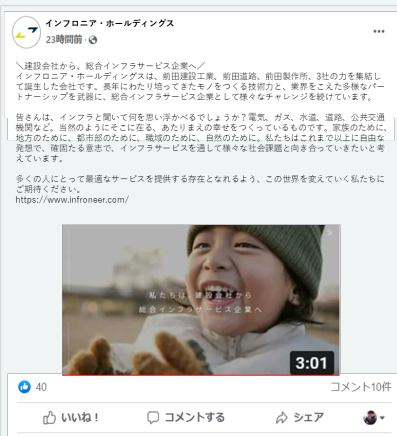 インフロニア・ホールディングス
23時間前・
＼建設会社から、総合インフラサービス企業へ／
インフロニア・ホールディングスは、前田建設工業、前田道路、前田製作所、3社の力を集結し
て誕生した会社です。長年にわたり培ってきたモノをつくる技術力と、業界をこえた多様なパー
トナーシップを武器に、総合インフラサービス企業として様々なチャレンジを続けています。
皆さんは、インフラと聞いて何を思い浮かべるでしょうか？電気、ガス、水道、道路、公共交通
機関など。当然のようにそこに在る、あたりまえの幸せをつくっているものです。家族のために、
地方のために、都市部のために、職域のために、自然のために。私たちはこれまで以上に自由な
発想で、確固たる意志で、インフラサービスを通して様々な社会課題と向き合っていきたいと考
えています。
多くの人にとって最適なサービスを提供する存在となれるよう、この世界を変えていく私たちに
ご期待ください。
https://www.infroneer.com/
私たちは、建設会社から
総合インフラサービス企業へ
3:01
40
コメント10件
いいね！
コメントする
シェア